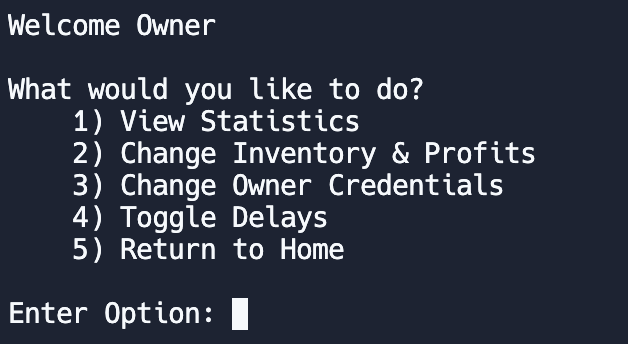 Welcome Owner
What would you like to do?
1) View Statistics
2) Change Inventory & Profits
3) Change Owner Credentials
4) Toggle Delays
5) Return to Home
Enter Option: